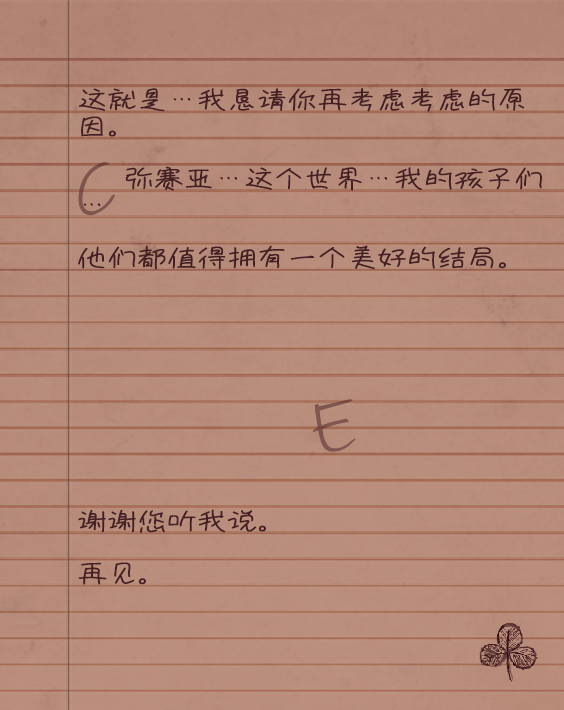 这就是…我恳请你再考虑考虑的原
因。
C 弥赛亚…这个世界…我的孩子们
…
他们都值得拥有一个美好的结局。
E
谢谢您听我说。
再见。